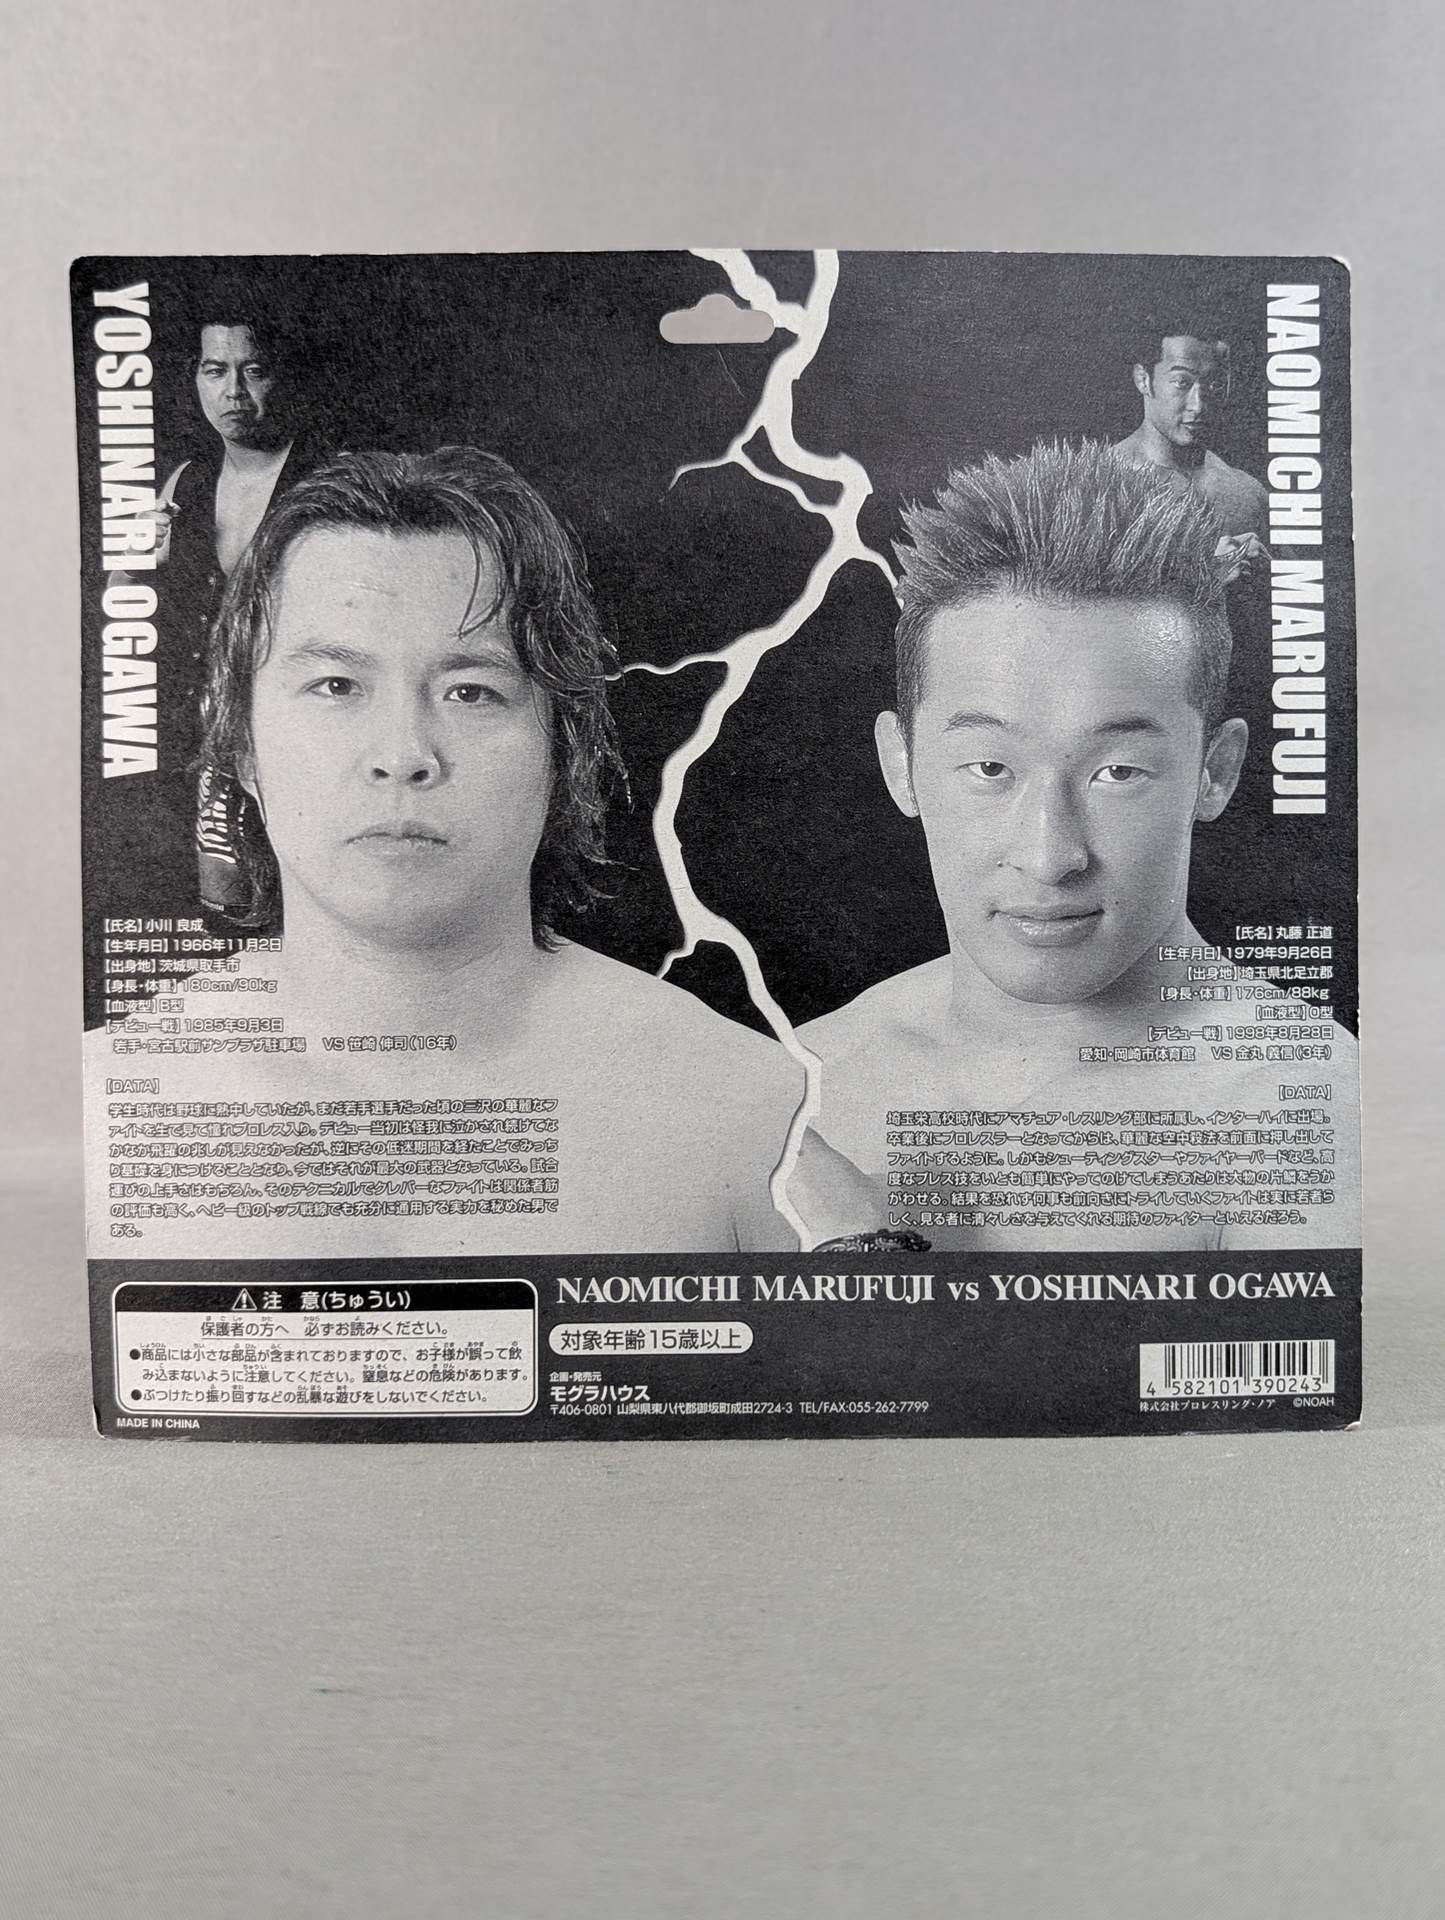 YOSHINARI OGAWA
NAOMICHI MARUFUJI
【氏名】小川 良成
【生年月日】1966年11月2日
【出身地】茨城県取手市
【身長・体重】180cm/90kg
【血液型】B型
【デビュー戦】1985年9月3日
岩手・宮古駅前サンプラザ駐車場 VS 笹崎 伸司(16年)
【DATA】
学生時代は野球に熱中していたが、まだ若手選手だった頃の三沢の華麗なフ
ァイトを生で見て憧れプロレス入り。デビュー当初は怪我に泣かされ続けてな
かなか飛躍の兆しが見えなかったが、逆にその低迷期間を経たことでみっち
り基礎を身につけることとなり、今ではそれが最大の武器となっている。試合
運びの上手さはもちろん、そのテクニカルでクレバーなファイトは関係者筋
の評価も高く、ヘビー級のトップ戦線でも充分に通用する実力を秘めた男で
ある。
【氏名】丸藤 正道
【生年月日】1979年9月26日
【出身地】埼玉県北足立郡
【身長・体重】176cm/88kg
【血液型】O型
【デビュー戦】1998年8月28日
愛知・岡崎市体育館 VS 金丸 義信(3年)
【DATA】
埼玉栄高校時代にアマチュア・レスリング部に所属し、インターハイに出場。
卒業後にプロレスラーとなってからは、華麗な空中殺法を前面に押し出して
ファイトするように。しかもシューティングスターやファイヤーバードなど、高
度なプレス技をいとも簡単にやってのけてしまうあたりは大物の片鱗をうか
がわせる。結果を恐れず何事も前向きにトライしていくファイトは実に若者ら
しく、見る者に清々しさを与えてくれる期待のファイターといえるだろう。
⚠注 意(ちゅうい)
保護者の方へ 必ずお読みください。
●商品には小さな部品が含まれておりますので、お子様が誤って飲
み込まないように注意してください。窒息などの危険があります。
●ぶつけたり振り回すなどの乱暴な遊びをしないでください。
MADE IN CHINA
NAOMICHI MARUFUJI vs YOSHINARI OGAWA
対象年齢15歳以上
企画・発売元
モグラハウス
〒406-0801 山梨県東八代郡御坂町成田2724-3 TEL/FAX:055-262-7799
4 582101 390243
株式会社プロレスリング・ノア ©NOAH